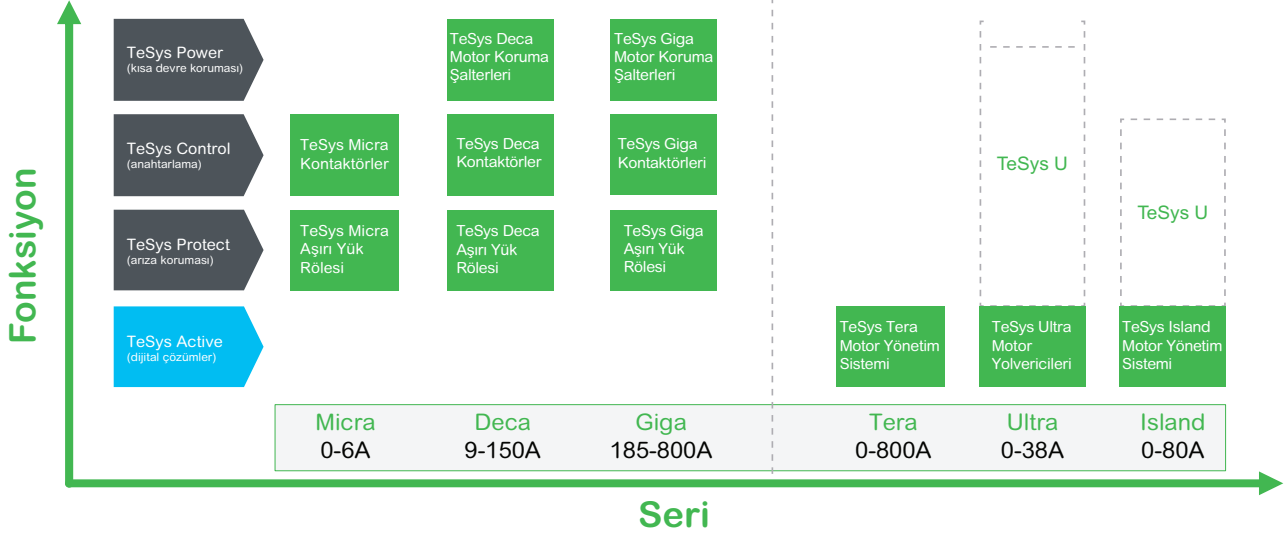 Fonksiyon
TeSys Power
(kısa devre koruması)
TeSys Deca
Motor Koruma
Şalterleri
TeSys Giga
Motor Koruma
Şalterleri
TeSys Control
(anahtarlama)
TeSys Micra
Kontaktörler
TeSys Deca
Kontaktörler
TeSys Giga
Kontaktörleri
TeSys U
TeSys U
TeSys Protect
(arıza koruması)
TeSys Micra
Aşırı Yük
Rölesi
TeSys Deca
Aşırı Yük
Rölesi
TeSys Giga
Aşırı Yük
Rölesi
TeSys Active
(dijital çözümler)
TeSys Tera
Motor Yönetim
Sistemi
TeSys Ultra
Motor
Yolvericileri
TeSys Island
Motor Yönetim
Sistemi
Micra
0-6A
Deca
9-150A
Giga
185-800A
Tera
0-800A
Ultra
0-38A
Island
0-80A
Seri